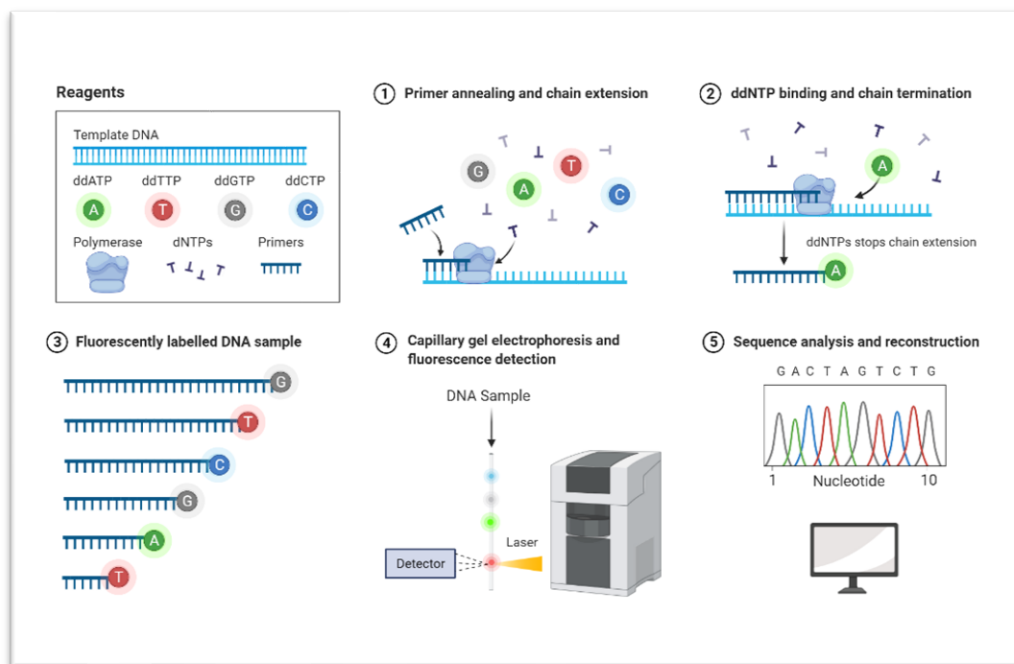 Reagents
Template DNA
ddATP ddTTP ddGTP ddCTP
A T G C
Polymerase dNTPs Primers
1 Primer annealing and chain extension
G A T C
2 ddNTP binding and chain termination
A
ddNTPs stops chain extension
A
3 Fluorescently labelled DNA sample
G
T
C
G
A
T
4 Capillary gel electrophoresis and
fluorescence detection
DNA Sample
Laser
Detector
5 Sequence analysis and reconstruction
G A C T A G T C T G
1 Nucleotide 10